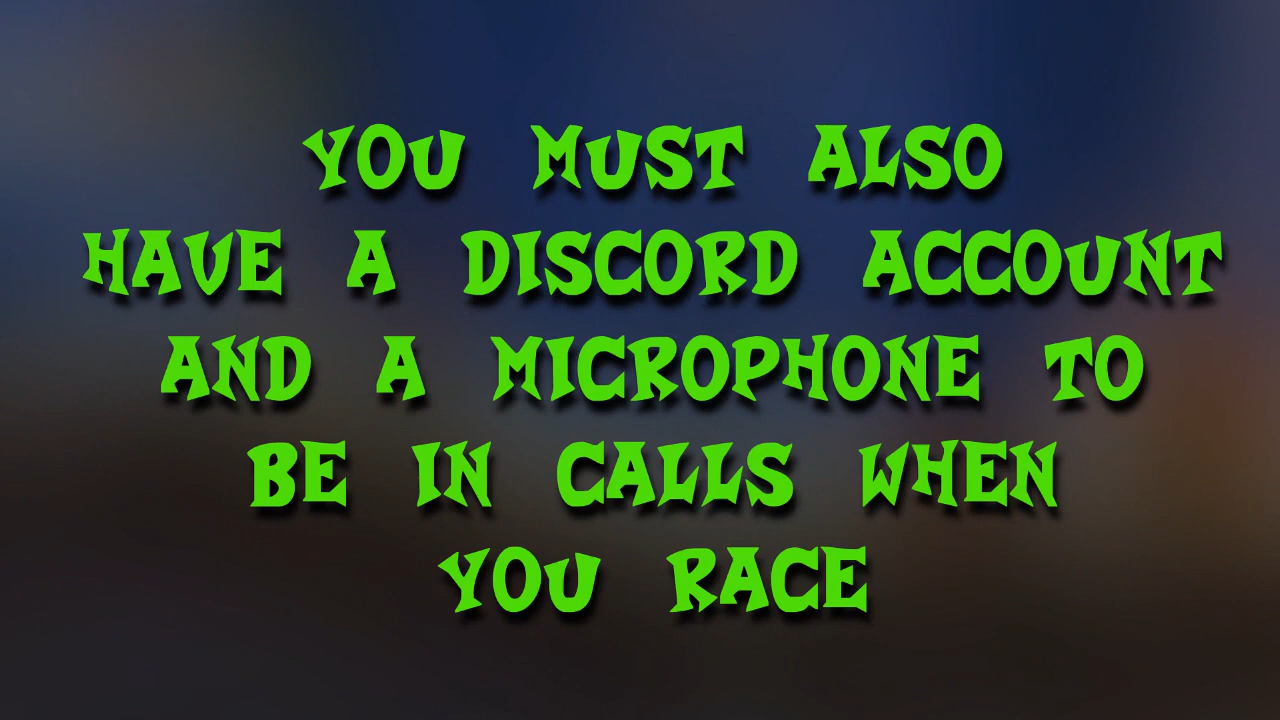 YOU MUST ALSO
HAVE A DISCORD ACCOUNT
AND A MICROPHONE TO
BE IN CALLS WHEN
YOU RACE